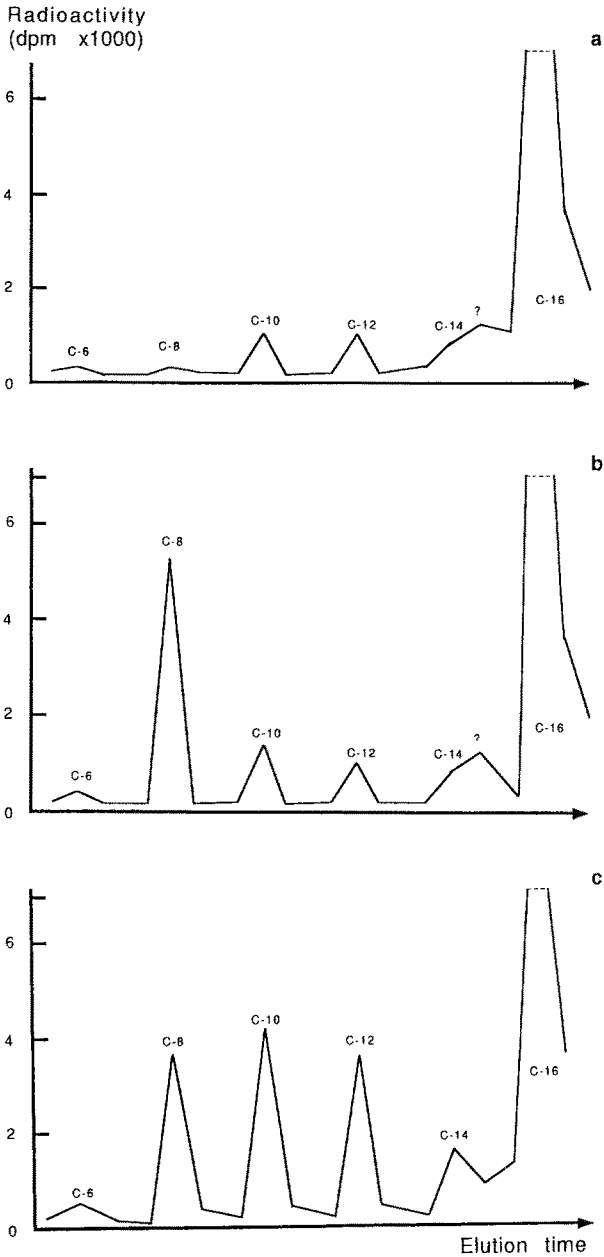 Radioactivity
(dpm x1000)
a
6
4
2
0
C-6
C-8
C-10
C-12
C-14
?
C-16
b
6
4
2
0
C-6
C-8
C-10
C-12
C-14
?
C-16
c
6
4
2
0
C-6
C-8
C-10
C-12
C-14
C-16
Elution time